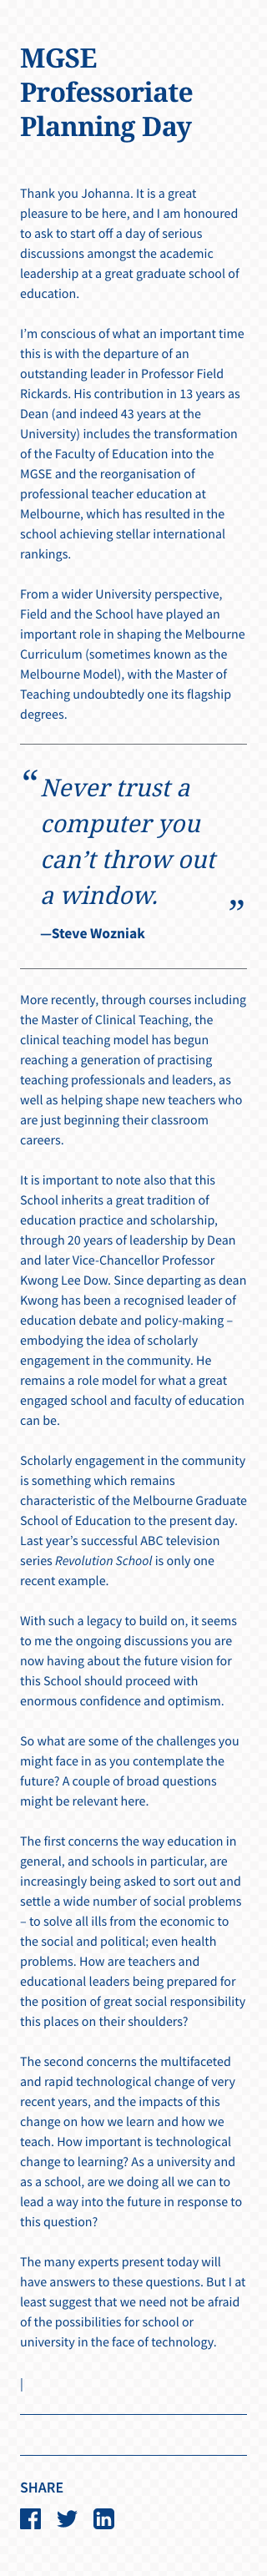 MGSE
Professoriate
Planning Day
Thank you Johanna. It is a great
pleasure to be here, and I am honoured
to ask to start off a day of serious
discussions amongst the academic
leadership at a great graduate school of
education.
I’m conscious of what an important time
this is with the departure of an
outstanding leader in Professor Field
Rickards. His contribution in 13 years as
Dean (and indeed 43 years at the
University) includes the transformation
of the Faculty of Education into the
MGSE and the reorganisation of
professional teacher education at
Melbourne, which has resulted in the
school achieving stellar international
rankings.
From a wider University perspective,
Field and the School have played an
important role in shaping the Melbourne
Curriculum (sometimes known as the
Melbourne Model), with the Master of
Teaching undoubtedly one its flagship
degrees.
“ Never trust a
computer you
can’t throw out
a window. ”
—Steve Wozniak
More recently, through courses including
the Master of Clinical Teaching, the
clinical teaching model has begun
reaching a generation of practising
teaching professionals and leaders, as
well as helping shape new teachers who
are just beginning their classroom
careers.
It is important to note also that this
School inherits a great tradition of
education practice and scholarship,
through 20 years of leadership by Dean
and later Vice-Chancellor Professor
Kwong Lee Dow. Since departing as dean
Kwong has been a recognised leader of
education debate and policy-making –
embodying the idea of scholarly
engagement in the community. He
remains a role model for what a great
engaged school and faculty of education
can be.
Scholarly engagement in the community
is something which remains
characteristic of the Melbourne Graduate
School of Education to the present day.
Last year’s successful ABC television
series Revolution School is only one
recent example.
With such a legacy to build on, it seems
to me the ongoing discussions you are
now having about the future vision for
this School should proceed with
enormous confidence and optimism.
So what are some of the challenges you
might face in as you contemplate the
future? A couple of broad questions
might be relevant here.
The first concerns the way education in
general, and schools in particular, are
increasingly being asked to sort out and
settle a wide number of social problems
– to solve all ills from the economic to
the social and political; even health
problems. How are teachers and
educational leaders being prepared for
the position of great social responsibility
this places on their shoulders?
The second concerns the multifaceted
and rapid technological change of very
recent years, and the impacts of this
change on how we learn and how we
teach. How important is technological
change to learning? As a university and
as a school, are we doing all we can to
lead a way into the future in response to
this question?
The many experts present today will
have answers to these questions. But I at
least suggest that we need not be afraid
of the possibilities for school or
university in the face of technology.
|
SHARE